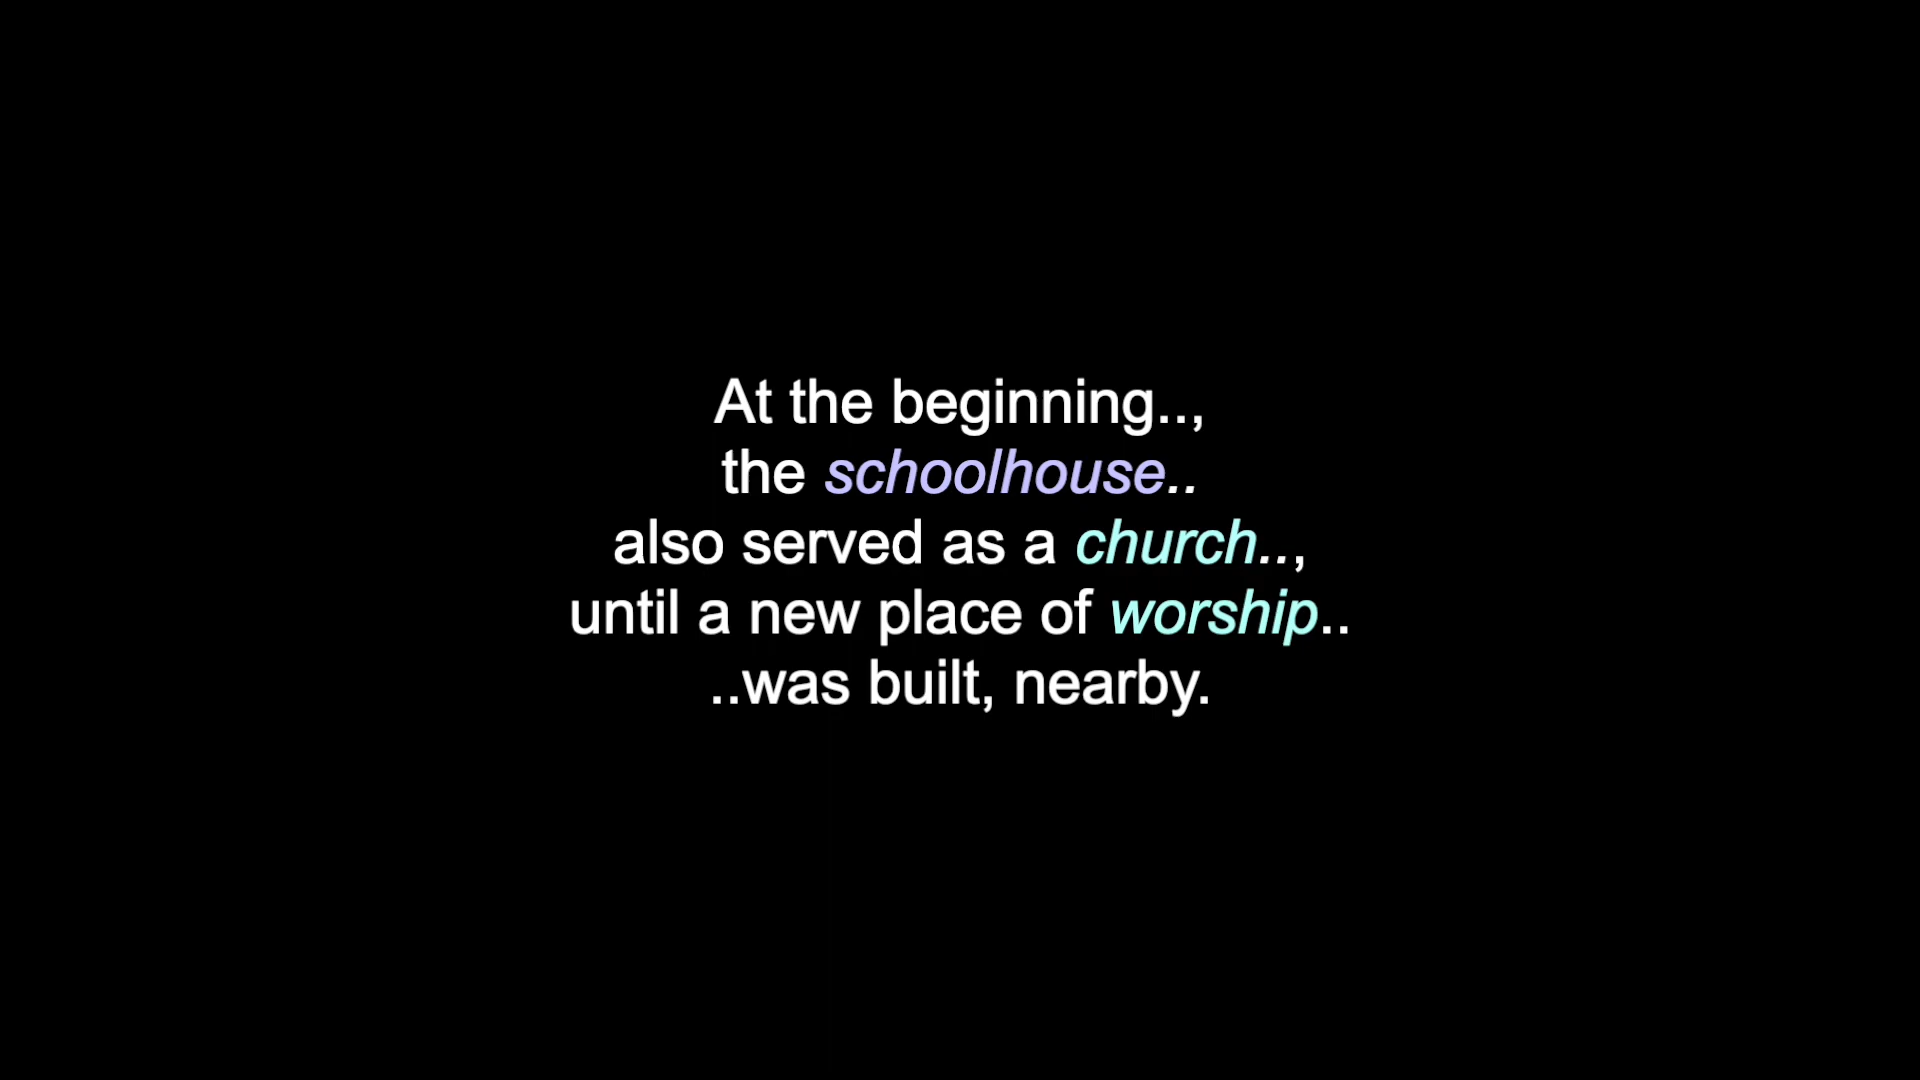 At the beginning..,
the schoolhouse..
also served as a church..,
until a new place of worship..
..was built, nearby.